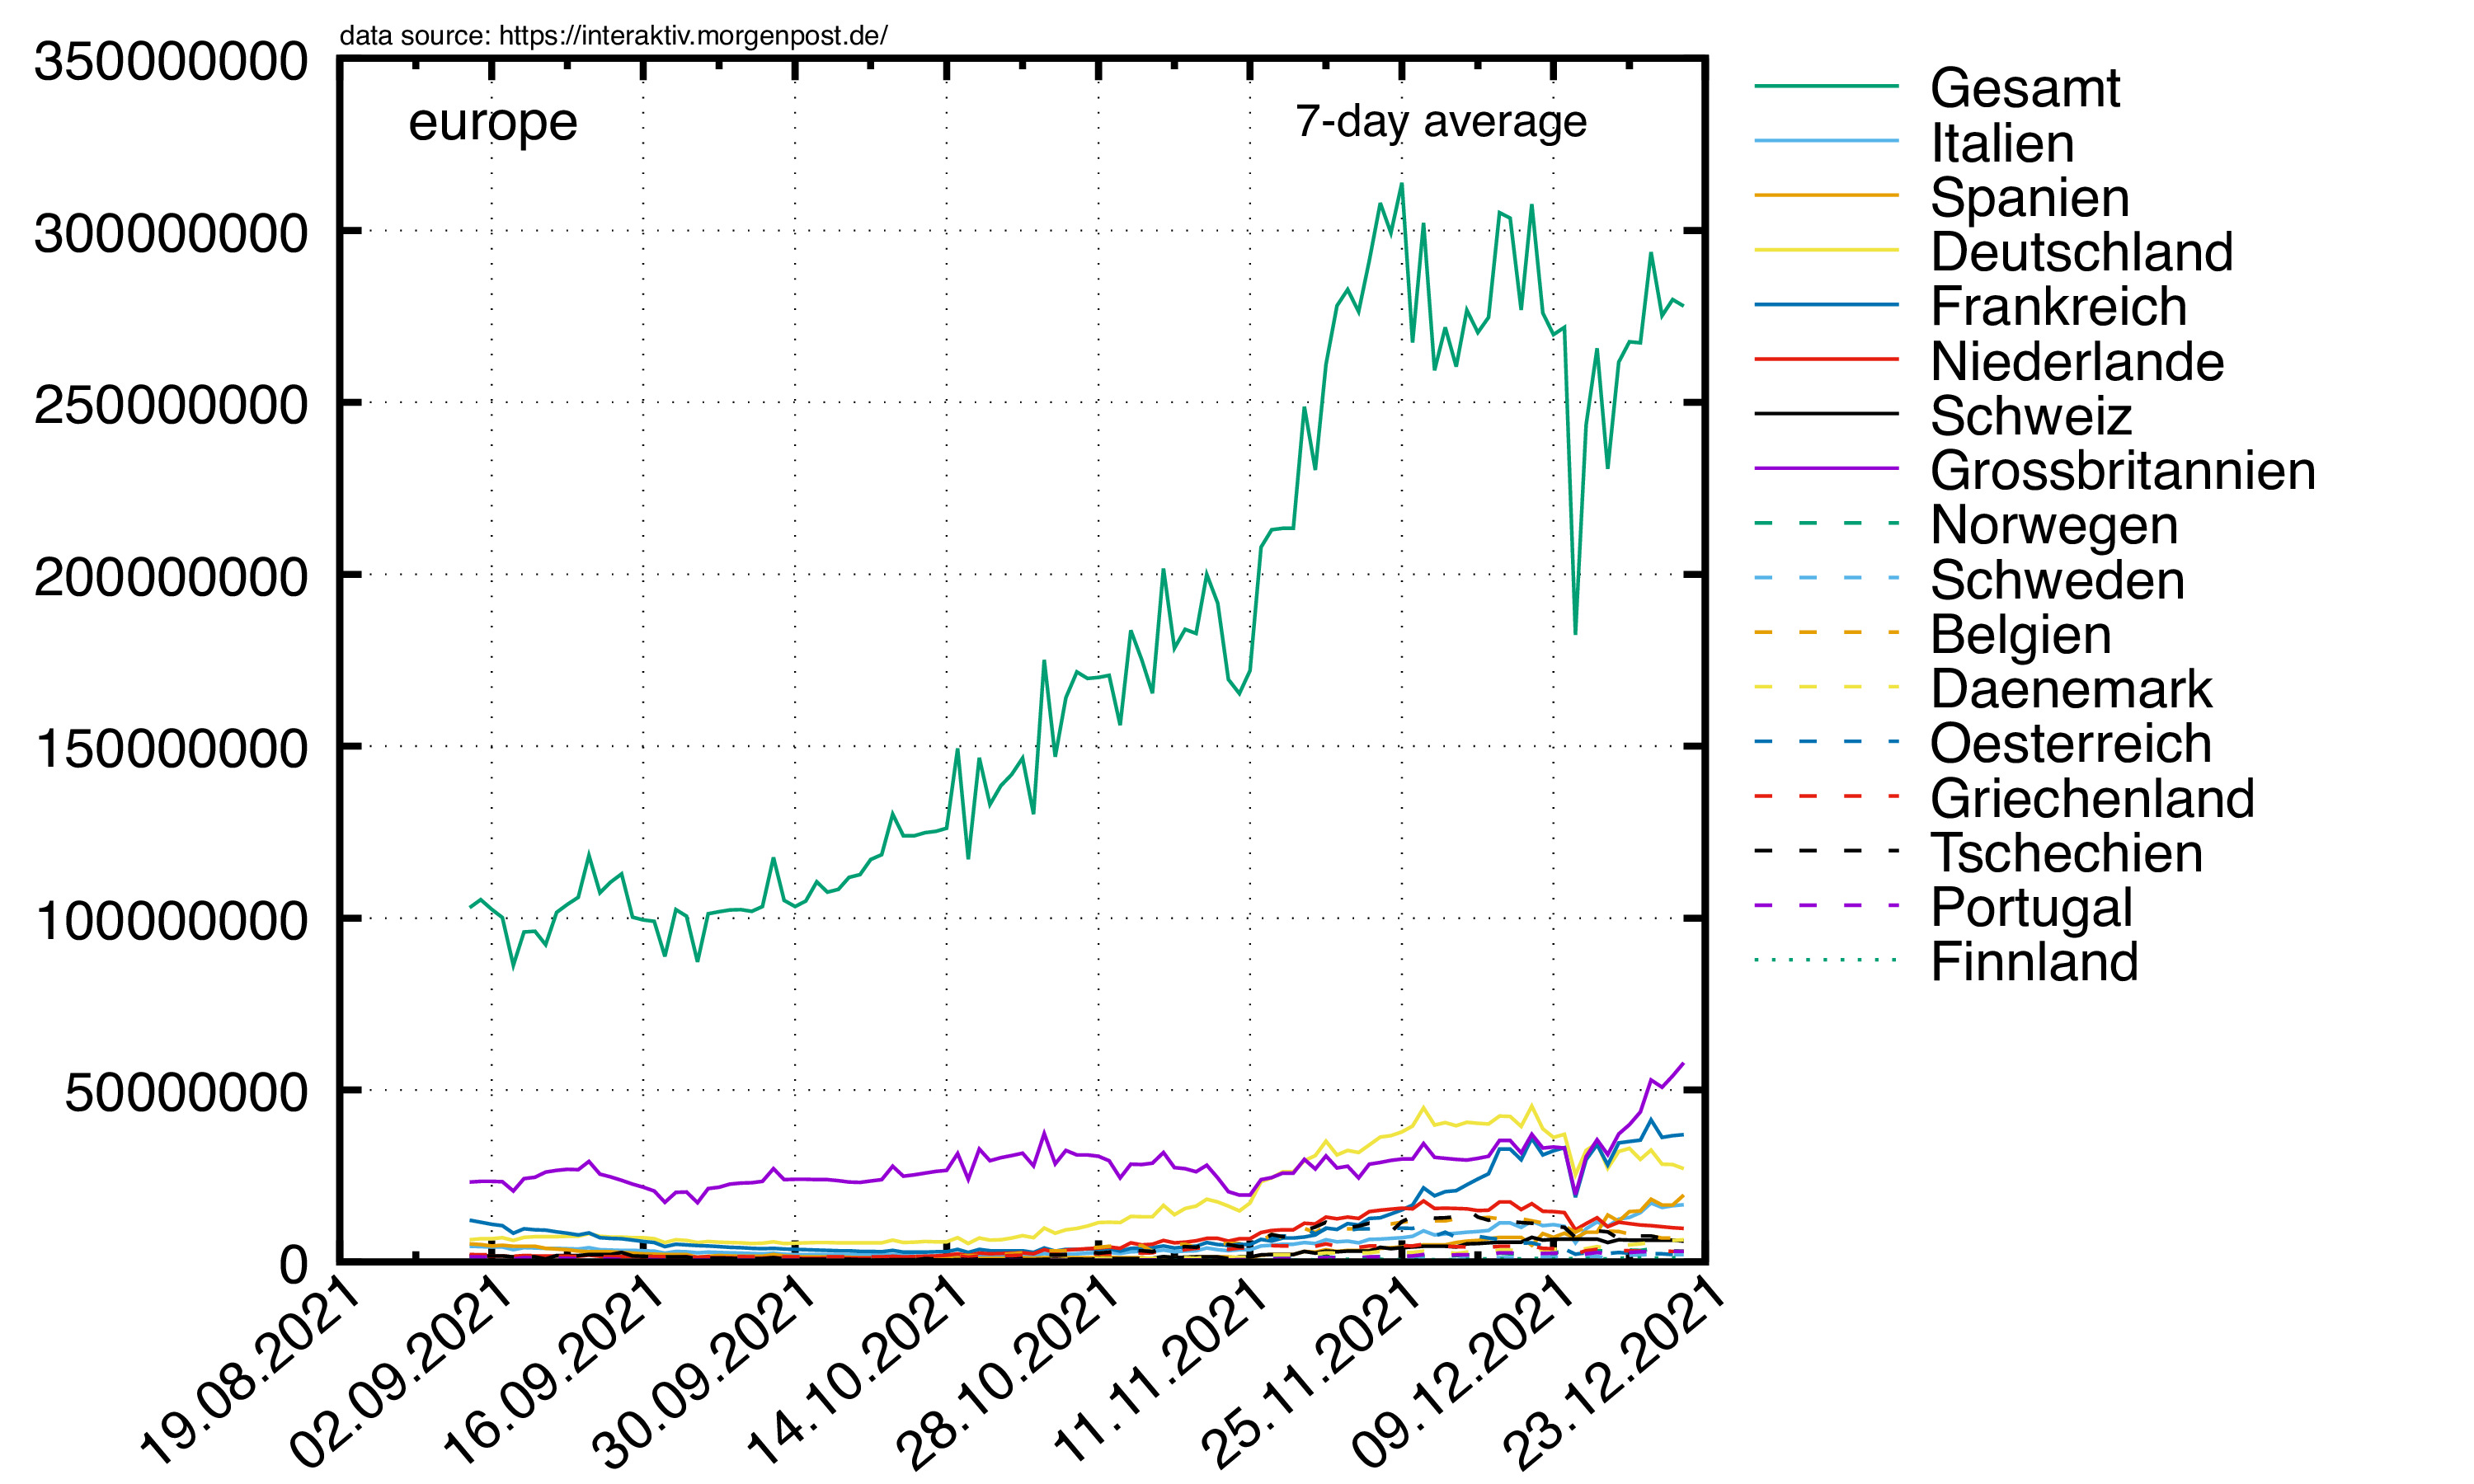 data source: https://interaktiv.morgenpost.de/
europe
7-day average
350000000
300000000
250000000
200000000
150000000
100000000
50000000
0
19.08.2021
02.09.2021
16.09.2021
30.09.2021
14.10.2021
28.10.2021
11.11.2021
25.11.2021
09.12.2021
23.12.2021
Gesamt
Italien
Spanien
Deutschland
Frankreich
Niederlande
Schweiz
Grossbritannien
Norwegen
Schweden
Belgien
Daenemark
Oesterreich
Griechenland
Tschechien
Portugal
Finnland